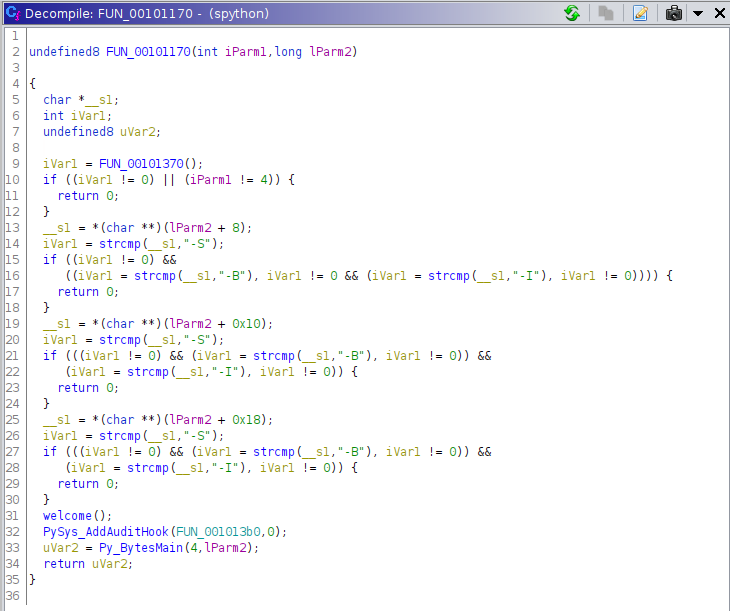 Decompile: FUN_00101170 - (spython)
1
2 undefined8 FUN_00101170(int iParm1,long lParm2)
3
4 {
5   char *__s1;
6   int iVar1;
7   undefined8 uVar2;
8
9   iVar1 = FUN_00101370();
10   if ((iVar1 != 0) || (iParm1 != 4)) {
11     return 0;
12   }
13   __s1 = *(char **)(lParm2 + 8);
14   iVar1 = strcmp(__s1,"-S");
15   if ((iVar1 != 0) &&
16      ((iVar1 = strcmp(__s1,"-B"), iVar1 != 0 && (iVar1 = strcmp(__s1,"-I"), iVar1 != 0)))) {
17     return 0;
18   }
19   __s1 = *(char **)(lParm2 + 0x10);
20   iVar1 = strcmp(__s1,"-S");
21   if (((iVar1 != 0) && (iVar1 = strcmp(__s1,"-B"), iVar1 != 0)) &&
22      (iVar1 = strcmp(__s1,"-I"), iVar1 != 0)) {
23     return 0;
24   }
25   __s1 = *(char **)(lParm2 + 0x18);
26   iVar1 = strcmp(__s1,"-S");
27   if (((iVar1 != 0) && (iVar1 = strcmp(__s1,"-B"), iVar1 != 0)) &&
28      (iVar1 = strcmp(__s1,"-I"), iVar1 != 0)) {
29     return 0;
30   }
31   welcome();
32   PySys_AddAuditHook(FUN_001013b0,0);
33   uVar2 = Py_BytesMain(4,lParm2);
34   return uVar2;
35 }
36